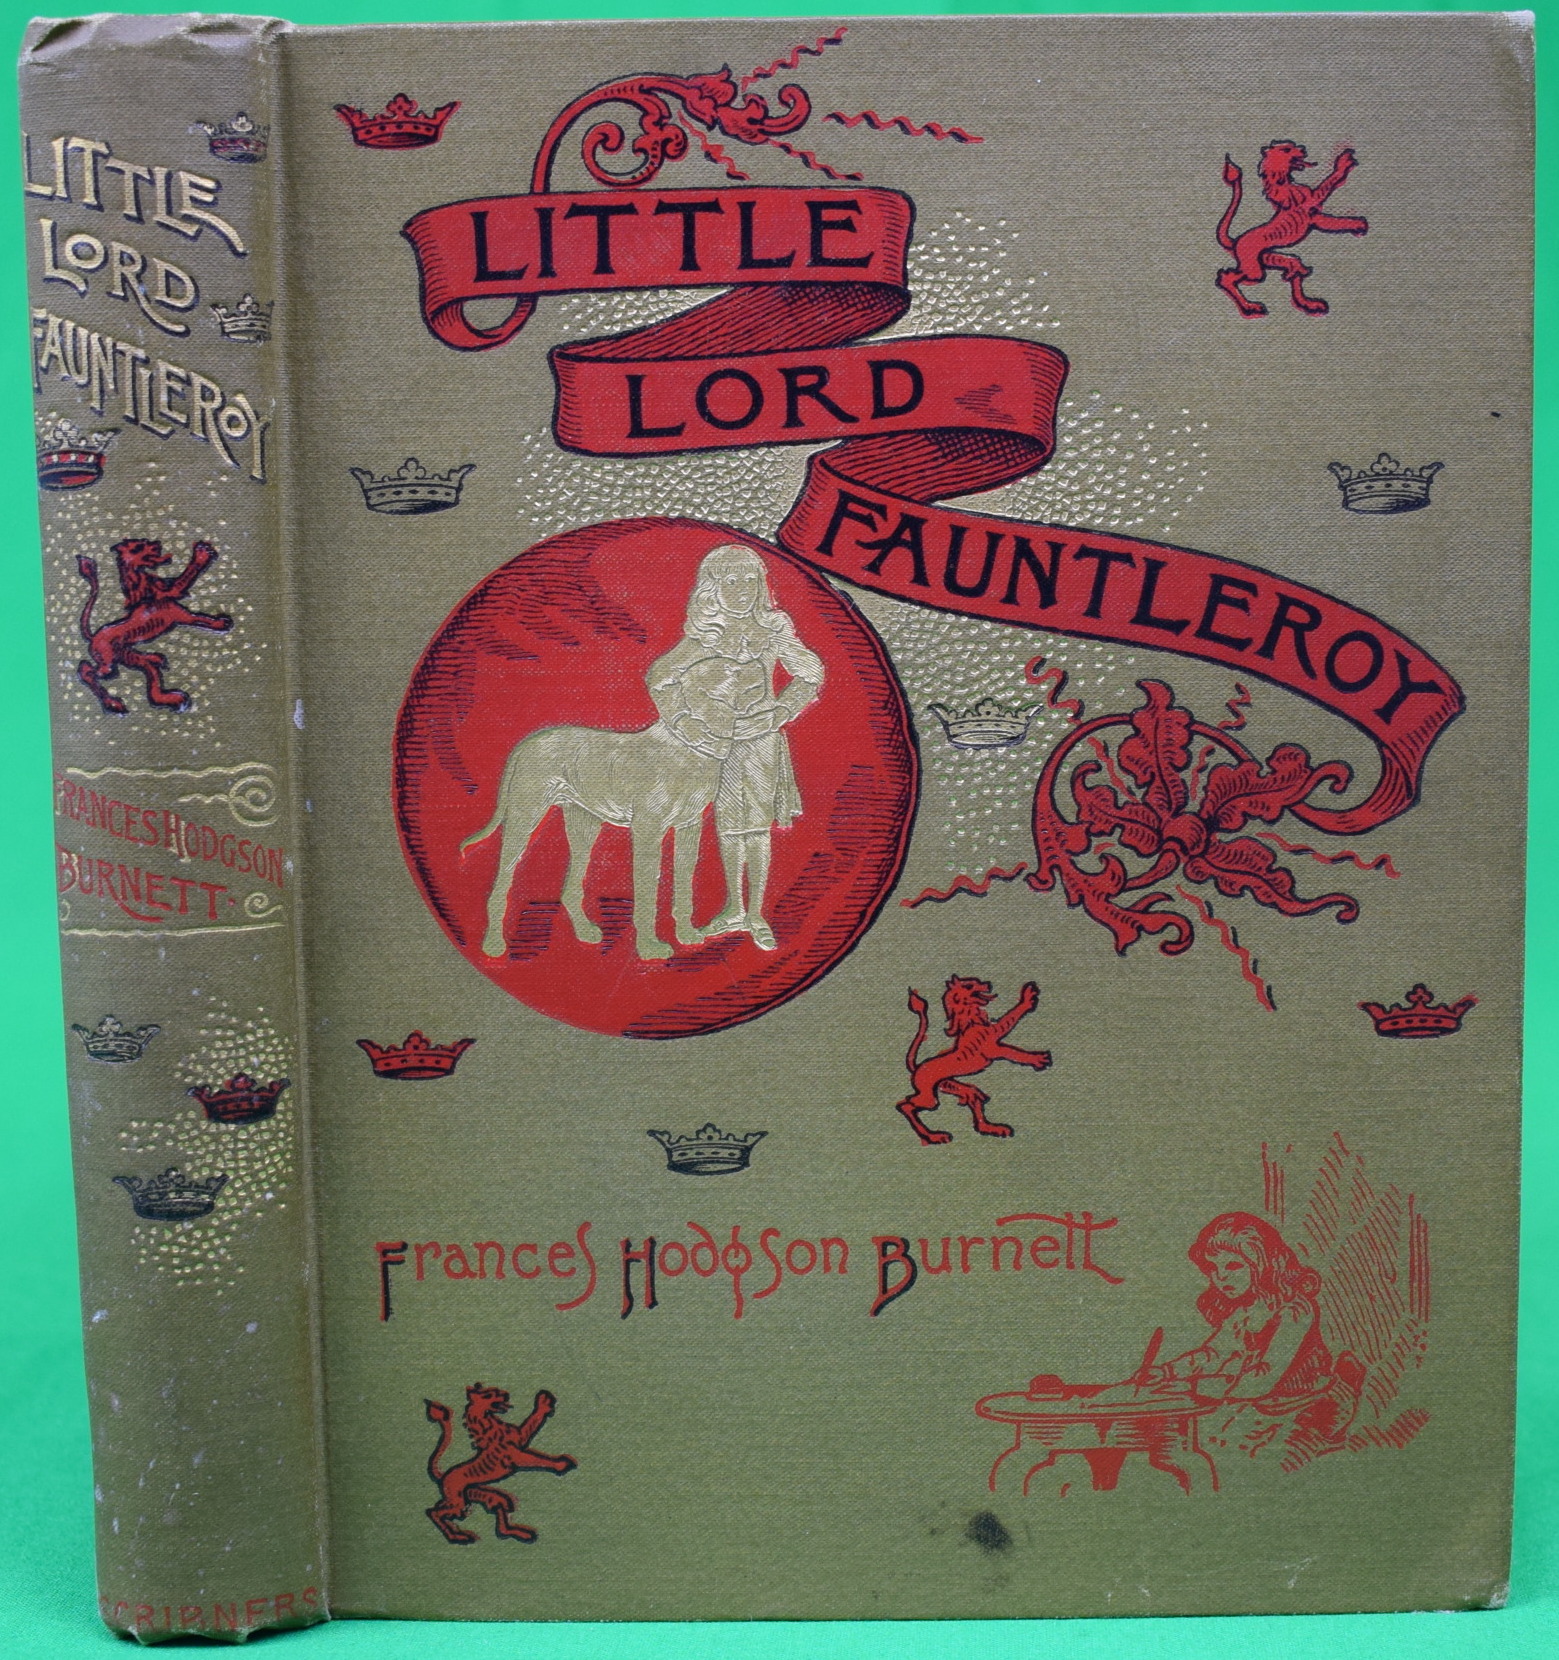 LITTLE
LORD
FAUNTLEROY
FRANCES HODGSON
BURNETT
SCRIBNERS
LITTLE
LORD
FAUNTLEROY
Frances Hodgson Burnett